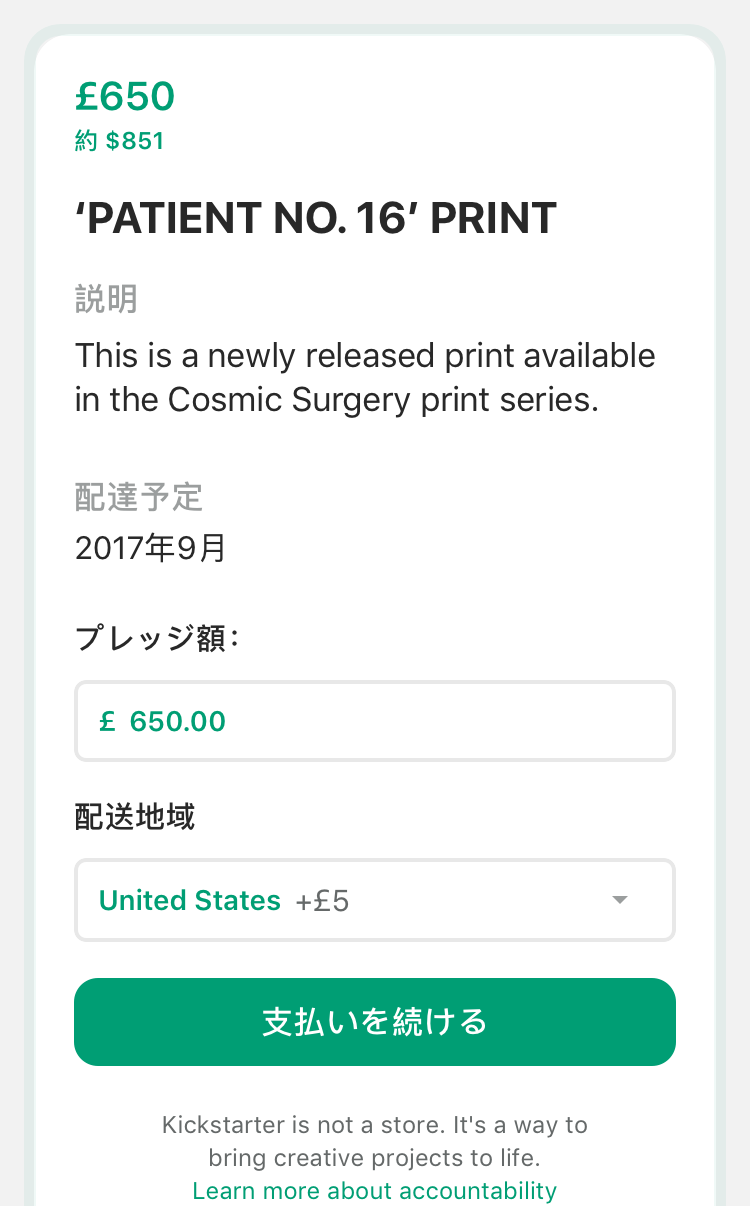 £650
約 $851
‘PATIENT NO. 16’ PRINT
説明
This is a newly released print available
in the Cosmic Surgery print series.
配達予定
2017年9月
プレッジ額:
£ 650.00
配送地域
United States +£5
支払いを続ける
Kickstarter is not a store. It's a way to
bring creative projects to life.
Learn more about accountability